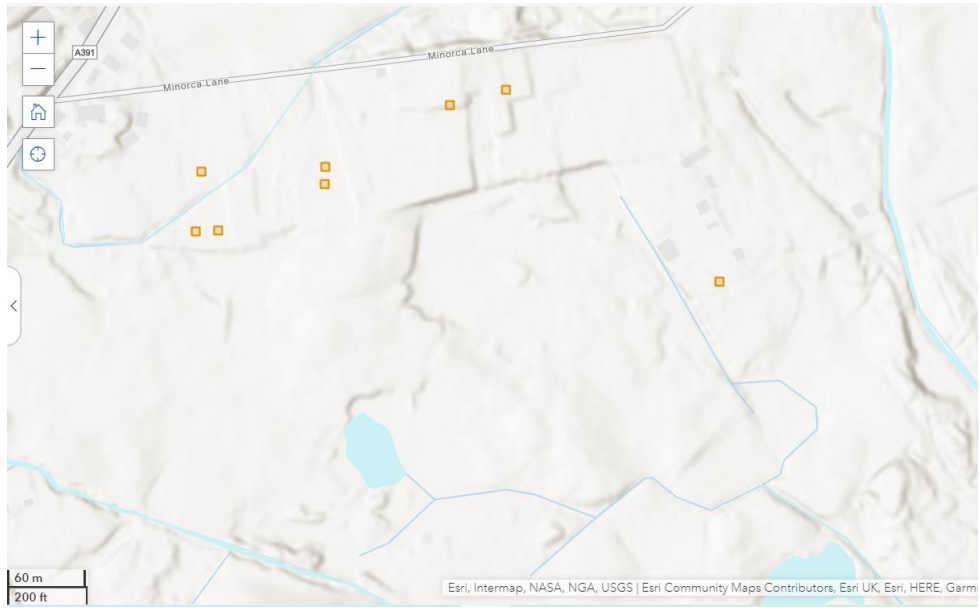 A391
Minorca Lane
Minorca Lane
60 m
200 ft
Esri, Intermap, NASA, NGA, USGS | Esri Community Maps Contributors, Esri UK, Esri, HERE, Garmi